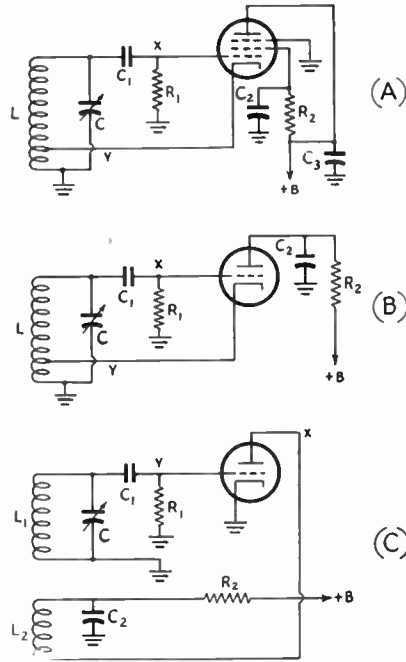 C₁ X
L C R₁ C₂ R₂ (A)
Y +B C₃
C₁ X C₂ R₂ (B)
L C R₁
Y +B
X
C₁ Y
L₁ C R₁ (C)
R₂ +B
L₂ C₂